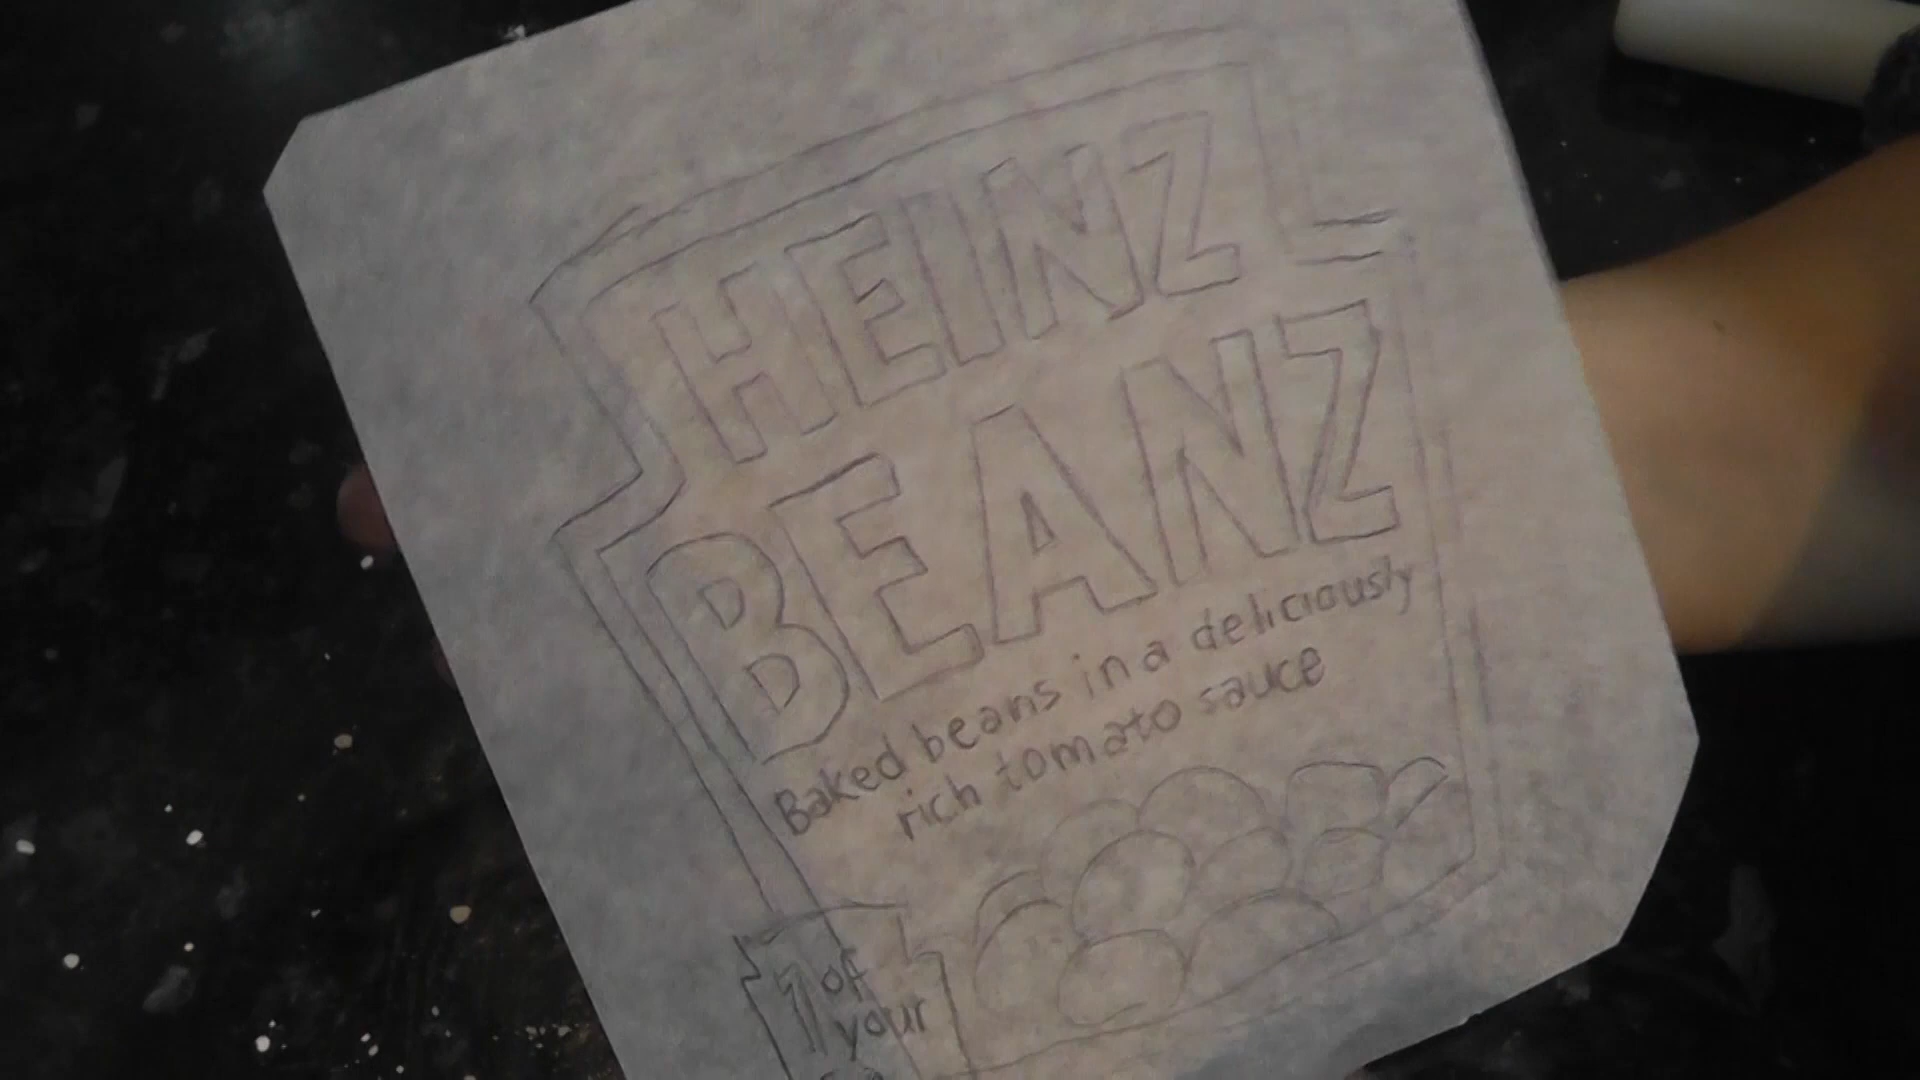 HEINZ
BEANZ
Baked beans in a deliciously
rich tomato sauce
1 of
your